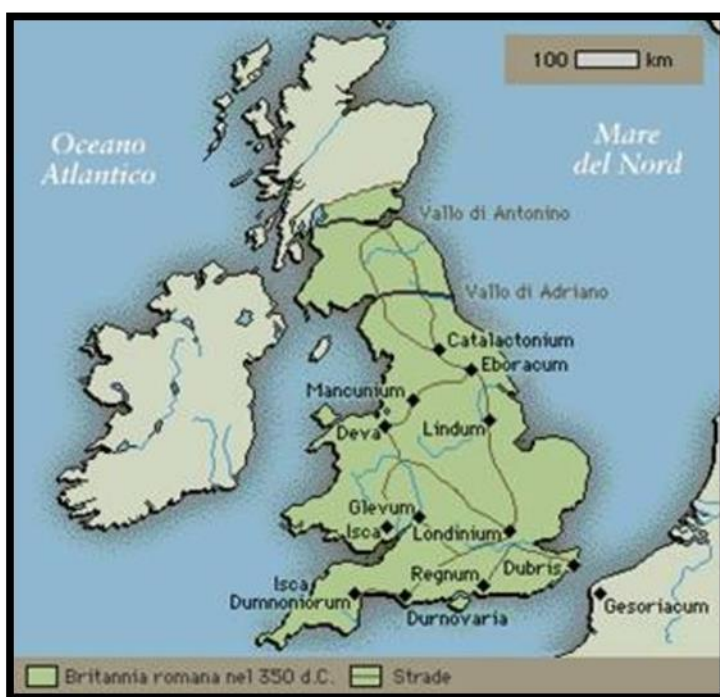 100 km
Oceano
Atlantico
Mare
del Nord
Vallo di Antonino
Vallo di Adriano
Catalactonium
Eboracum
Mancunium
Deva
Lindum
Glevum
Isca
Londinium
Isca
Dumnoniorum
Regnum
Dubris
Durnovaria
Gesoriacum
Britannia romana nel 350 d.C.
Strade